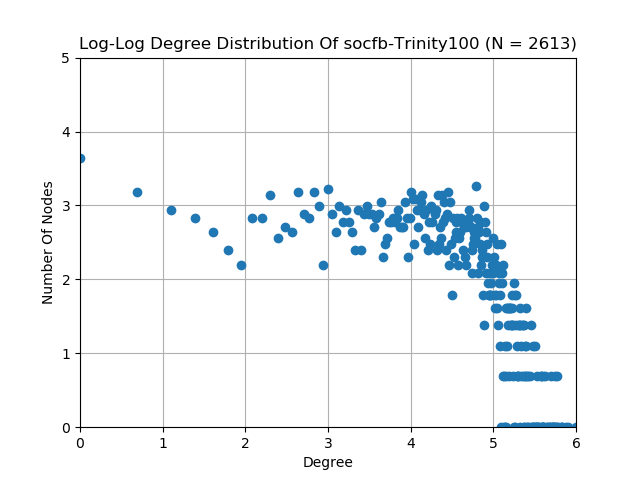 Log-Log Degree Distribution Of socfb-Trinity100 (N = 2613)
5
4
3
2
1
0
Number Of Nodes
0 1 2 3 4 5 6
Degree